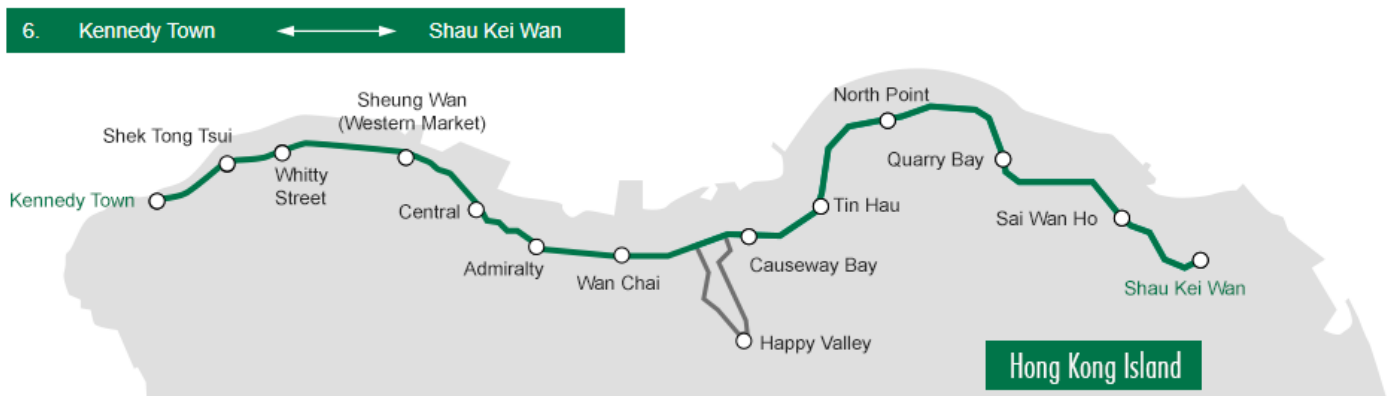 6. Kennedy Town Shau Kei Wan
Sheung Wan
(Western Market)
North Point
Shek Tong Tsui
Quarry Bay
Whitty
Street
Kennedy Town
Central
Tin Hau
Sai Wan Ho
Admiralty
Wan Chai
Causeway Bay
Shau Kei Wan
Happy Valley
Hong Kong Island